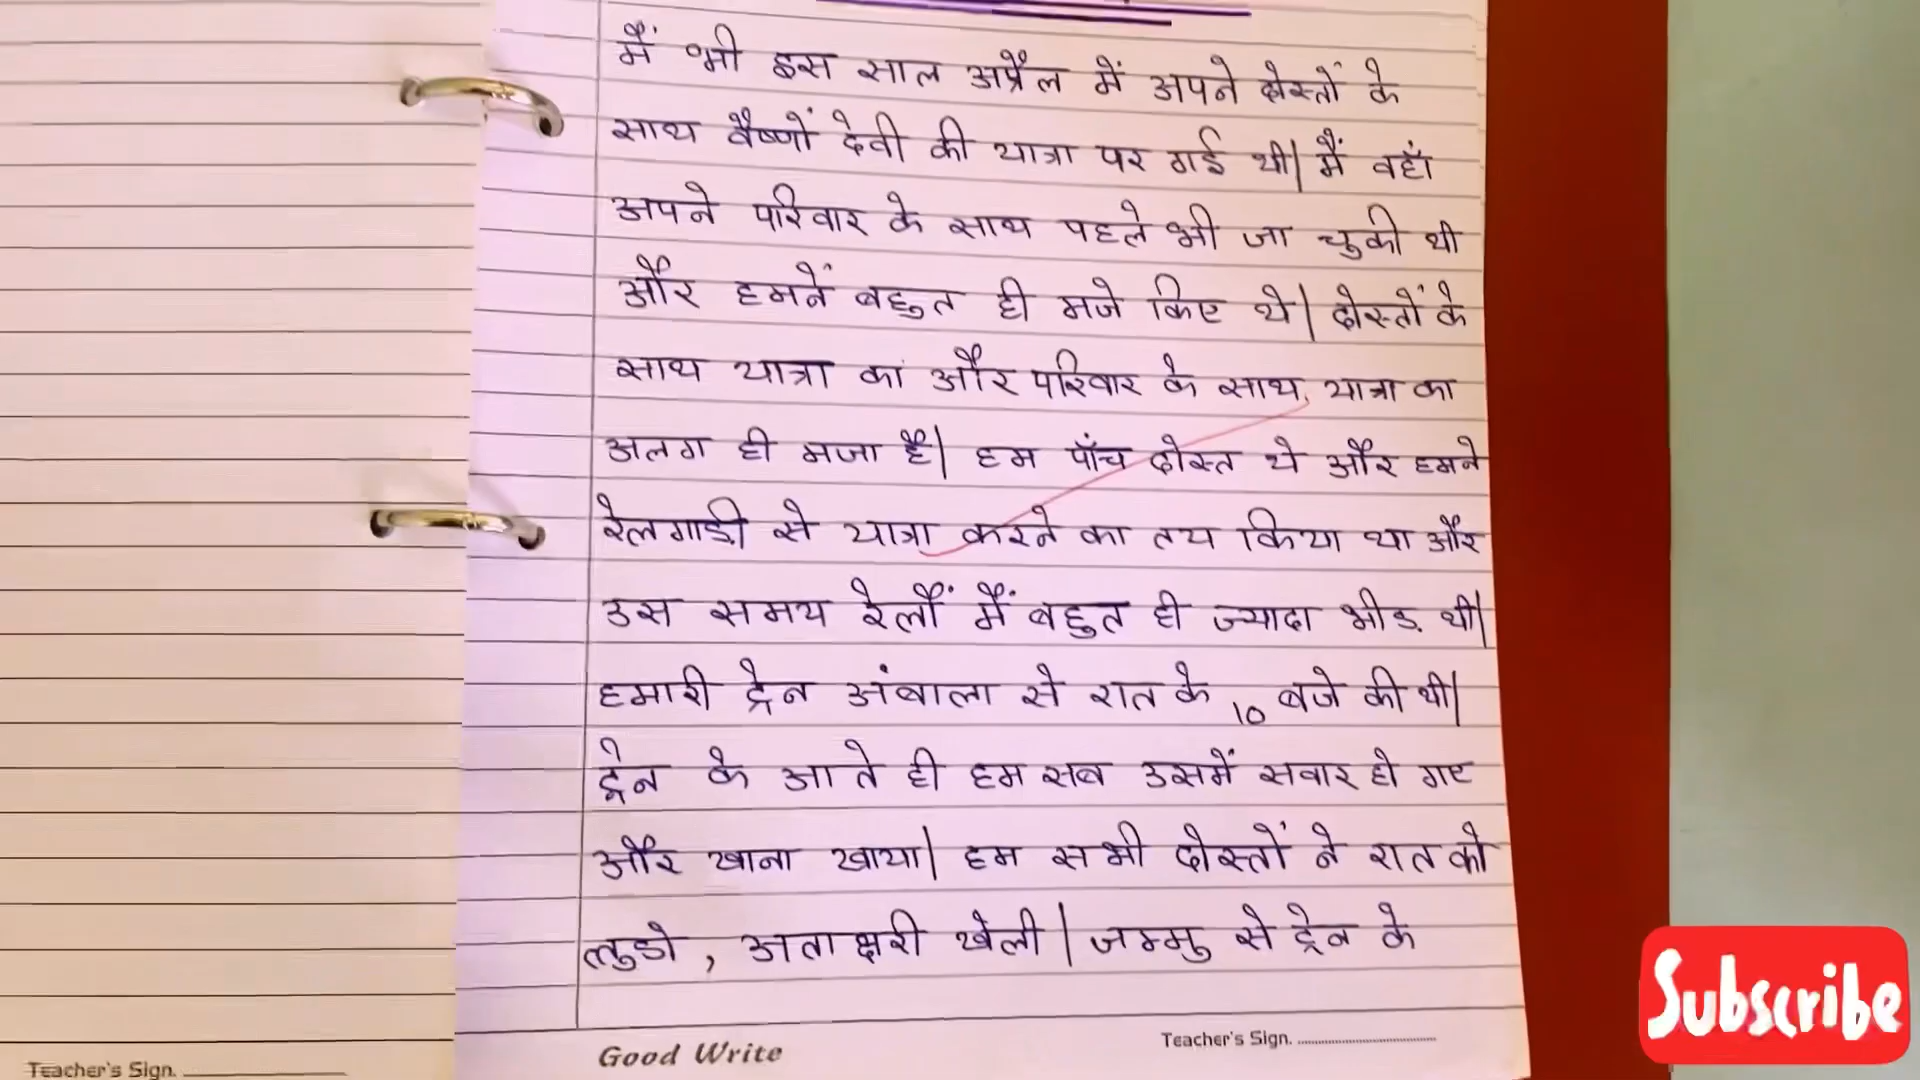 मैं भी इस साल अप्रैल में अपने दोस्तों के
साथ वैष्णों देवी की यात्रा पर गई थी| मैं वहाँ
अपने परिवार के साथ पहले भी जा चुकी थी
और हमनें बहुत ही मजे किए थे| दोस्तों के
साथ यात्रा का और परिवार के साथ यात्रा का
अलग ही मजा है| हम पाँच दोस्त थे और हमने
रेलगाड़ी से यात्रा करने का तय किया था और
उस समय रेलौं मैं बहुत ही ज्यादा भीड़ थी|
हमारी ट्रेन अंबाला से रात के 10 बजे की थी|
ट्रेन के आते ही हम सब उसमें सवार हो गए
और खाना खाया| हम सभी दोस्तों ने रात को
लुडो, अताक्षरी खेली| जम्मु से ट्रेन के
Good Write
Teacher's Sign.
Teacher's Sign.
Subscribe